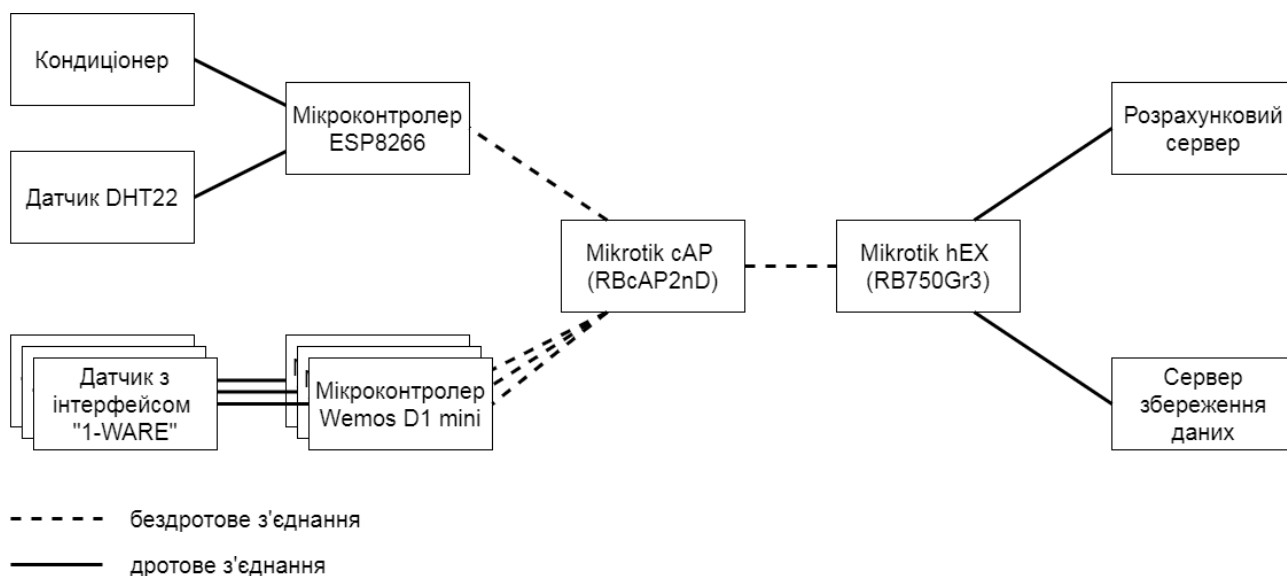 Кондиціонер
Мікроконтролер
ESP8266
Датчик DHT22
Розрахунковий
сервер
Mikrotik cAP
(RBcAP2nD)
Mikrotik hEX
(RB750Gr3)
Датчик з
інтерфейсом
"1-WARE"
Мікроконтролер
Wemos D1 mini
Сервер
збереження
даних
бездротове з'єднання
дротове з'єднання